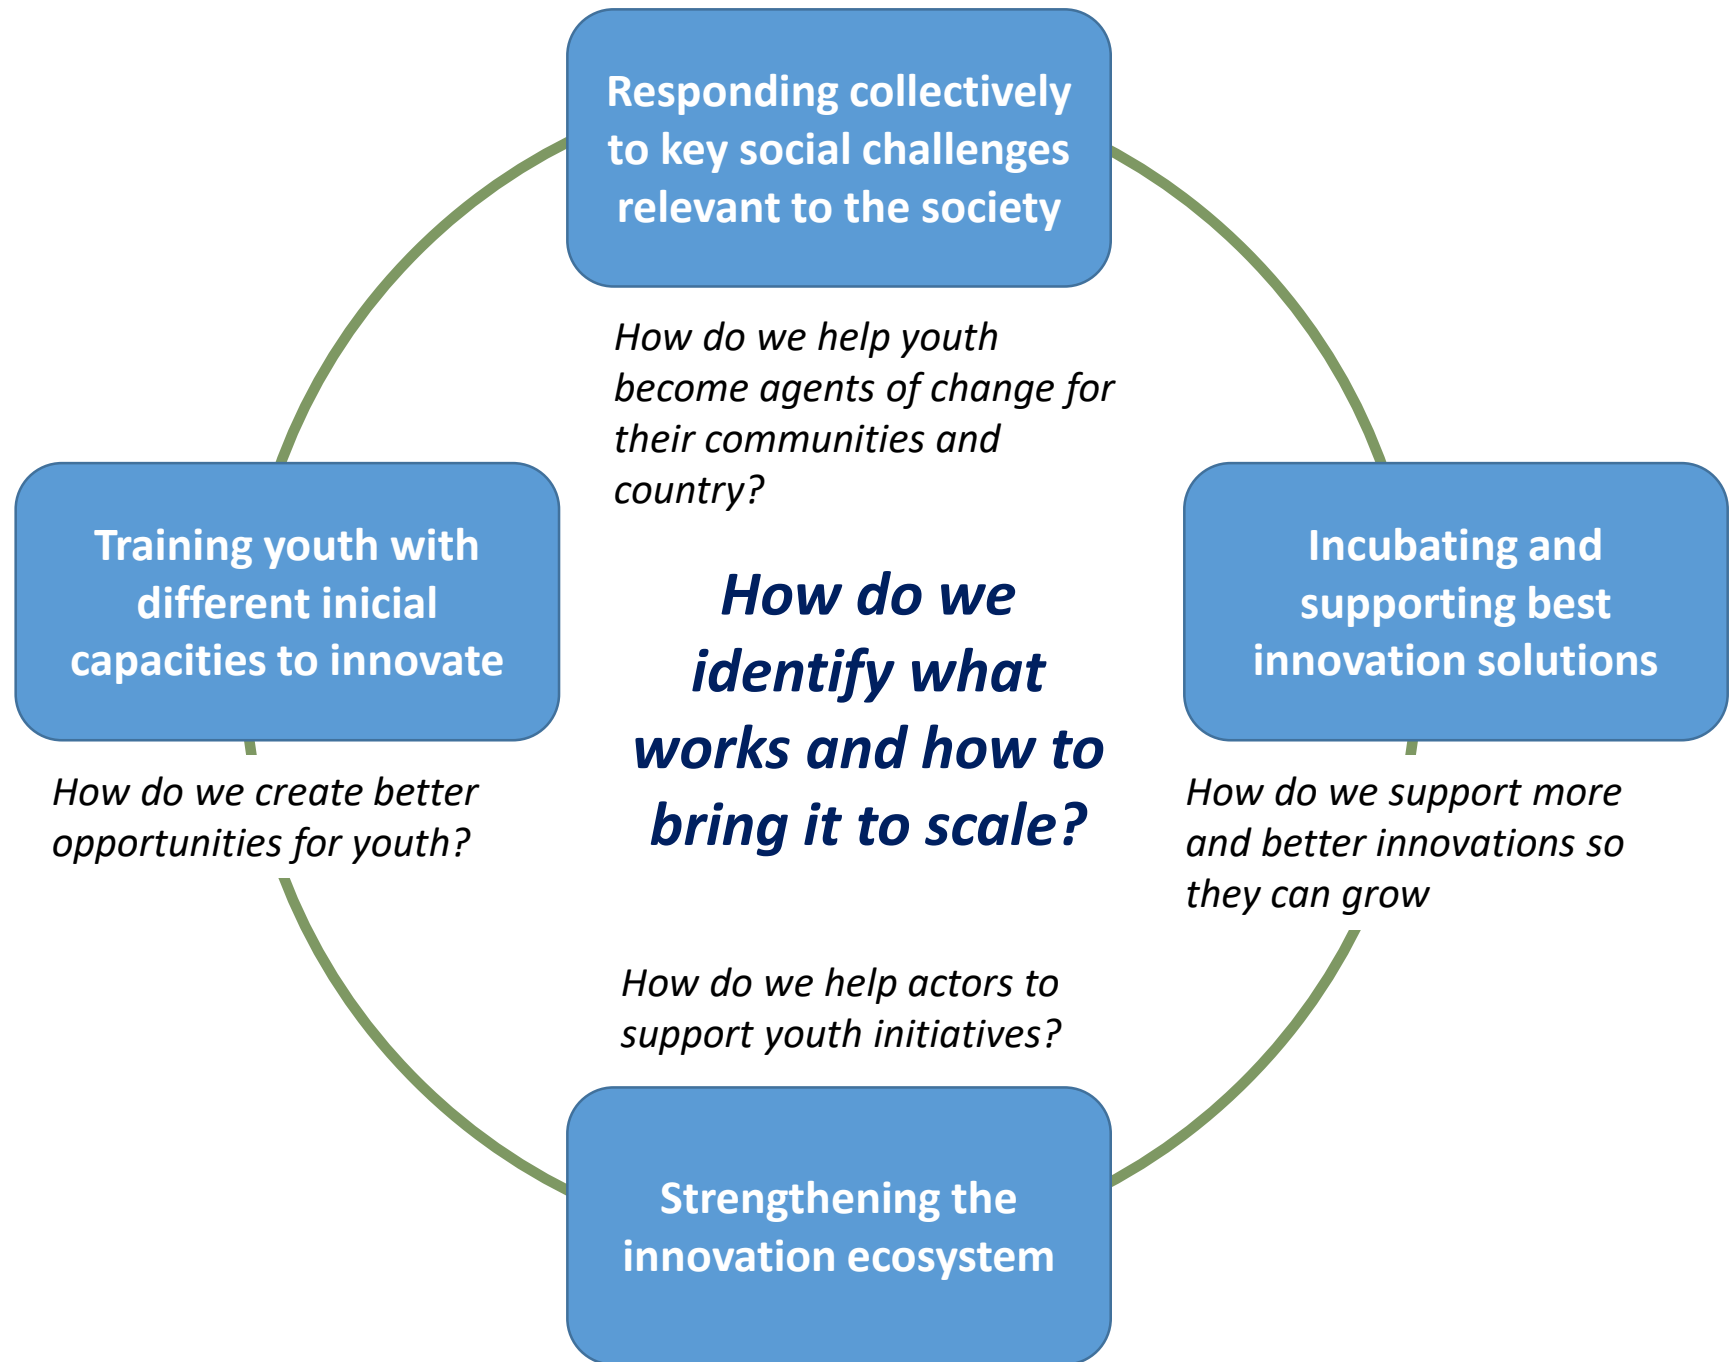 Responding collectively
to key social challenges
relevant to the society
How do we help youth
become agents of change for
their communities and
country?
Training youth with
different inicial
capacities to innovate
How do we create better
opportunities for youth?
How do we
identify what
works and how to
bring it to scale?
Incubating and
supporting best
innovation solutions
How do we support more
and better innovations so
they can grow
How do we help actors to
support youth initiatives?
Strengthening the
innovation ecosystem